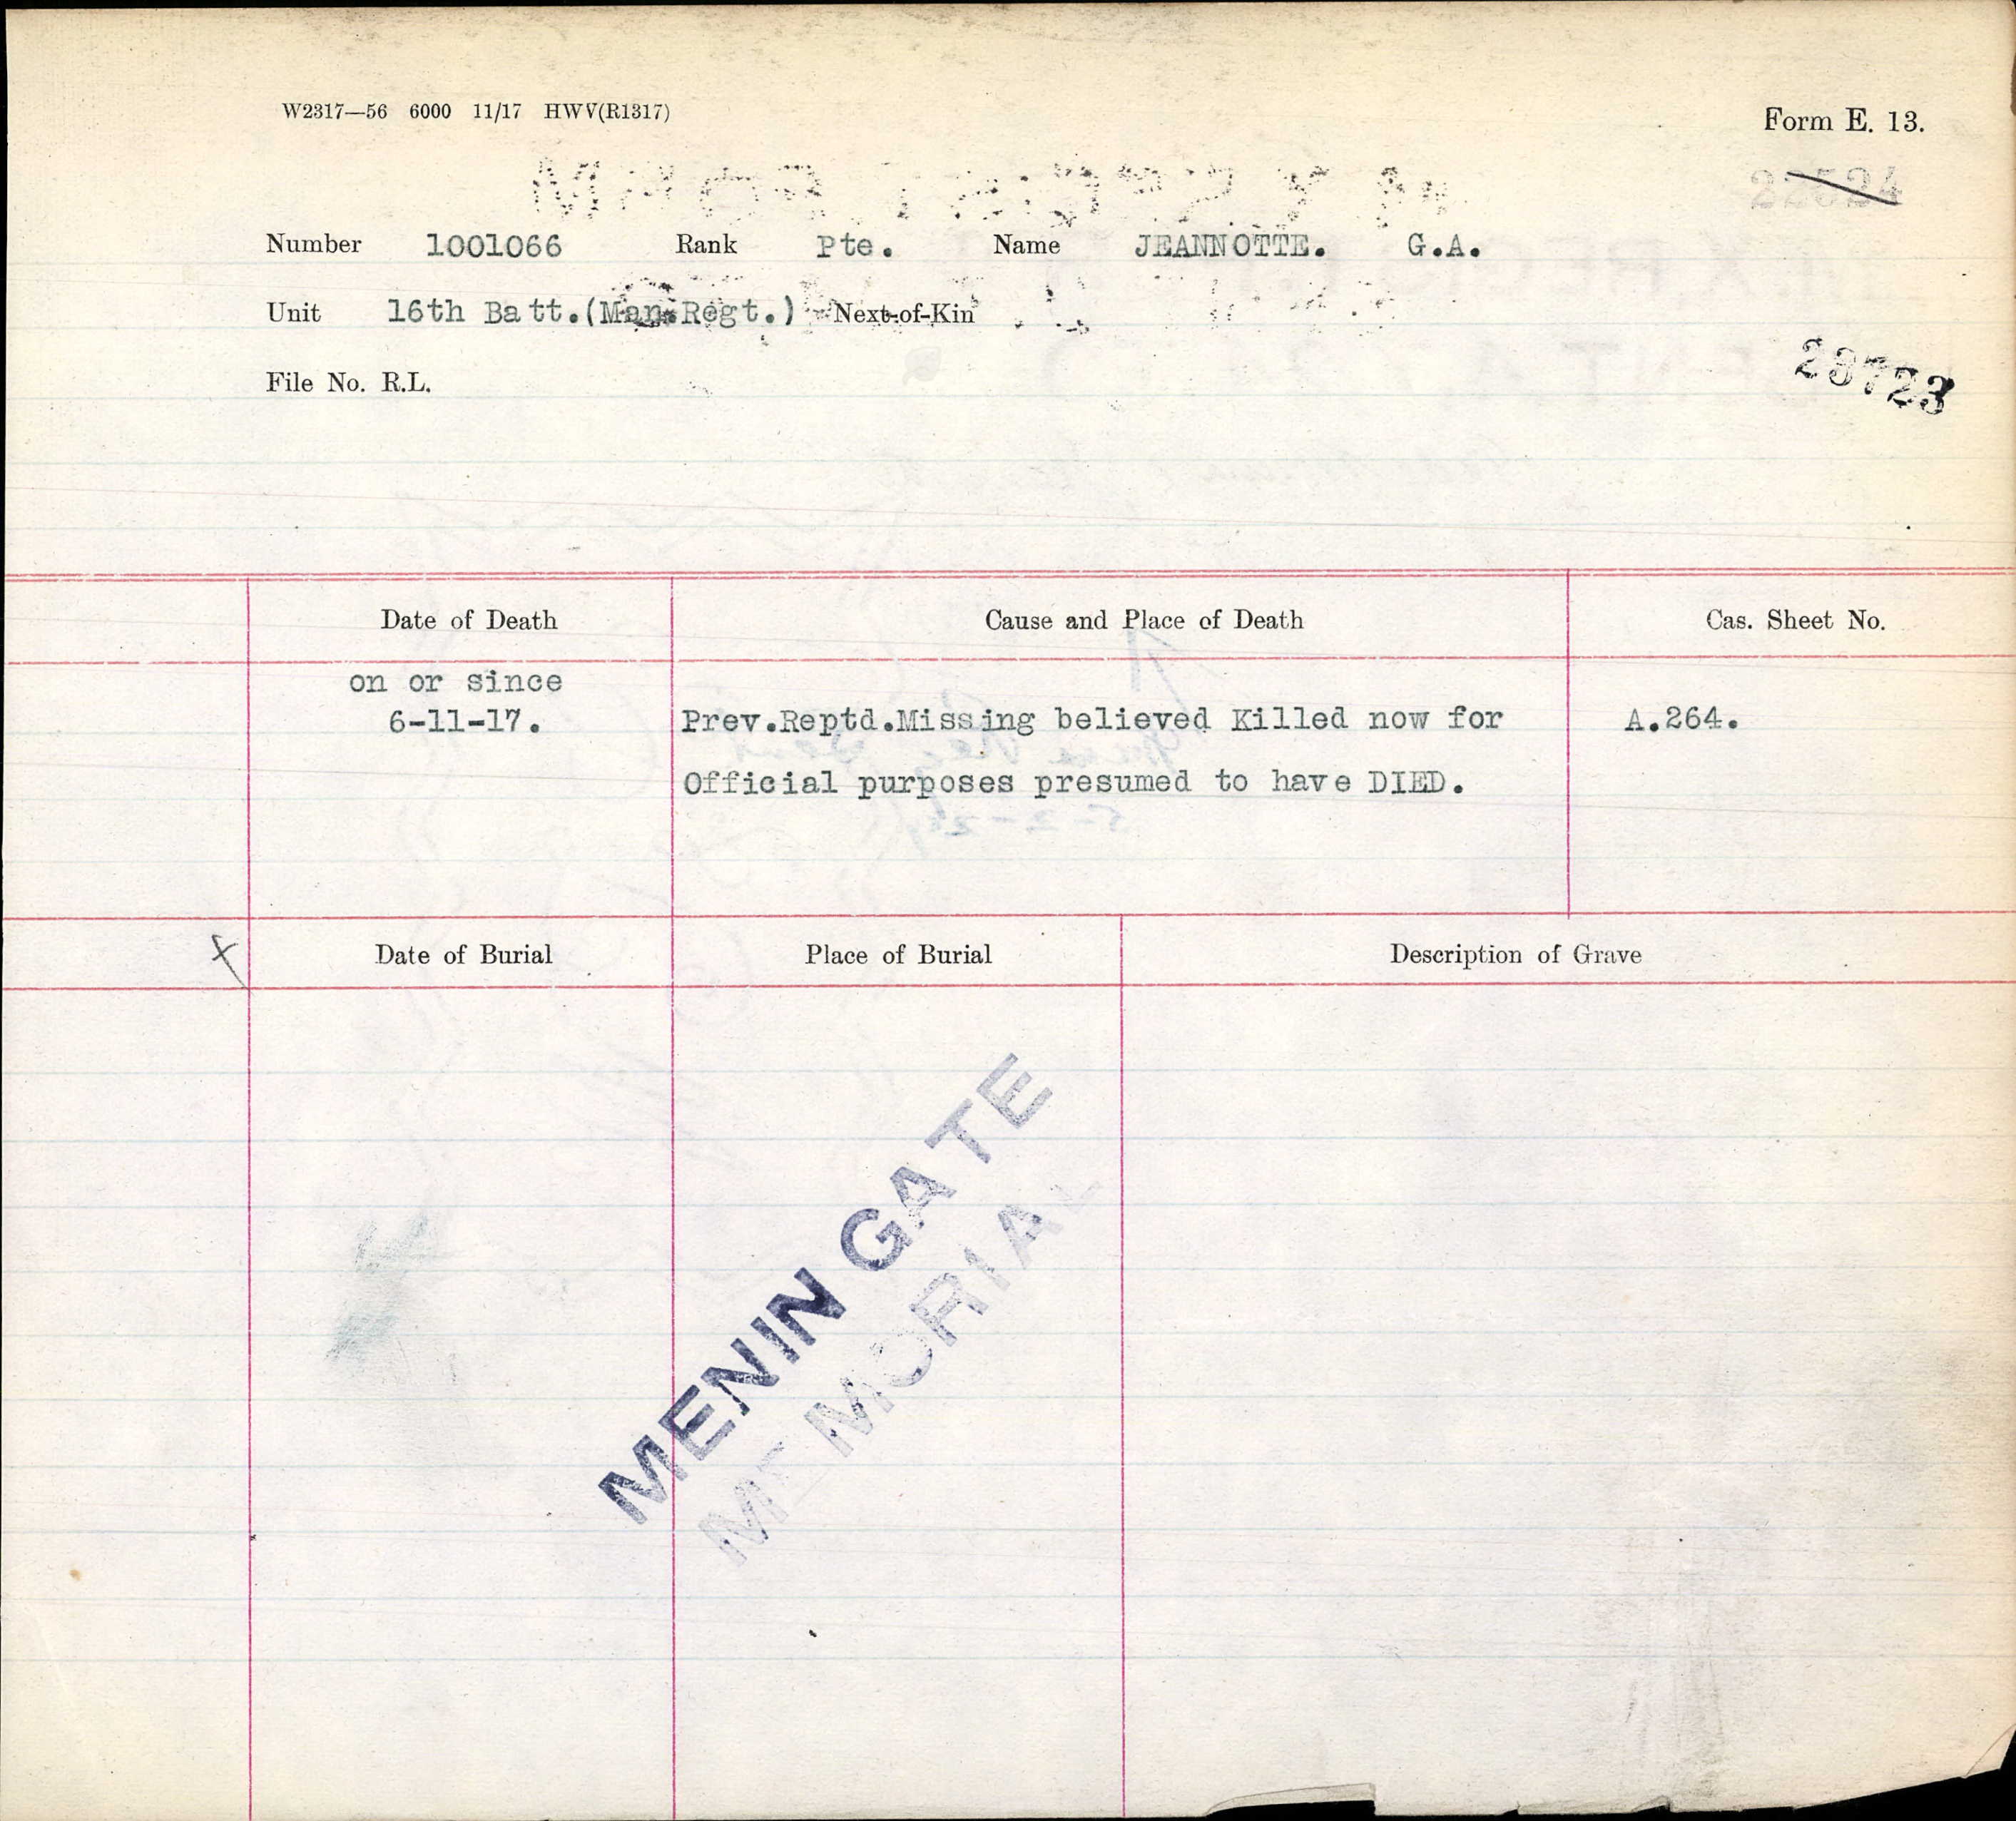 W2317—56 6000 11/17 HWV(R1317)
Form E. 13.
22524
Number 1001066 Rank Pte. Name JEANNOTTE. G.A.
Unit 16th Batt.(Man.Regt.) Next-of-Kin
File No. R.L.
29723
Date of Death Cause and Place of Death Cas. Sheet No.
on or since
6-11-17. Prev.Reptd.Missing believed Killed now for A.264.
Official purposes presumed to have DIED.
x Date of Burial Place of Burial Description of Grave
MENIN GATE
MEMORIAL